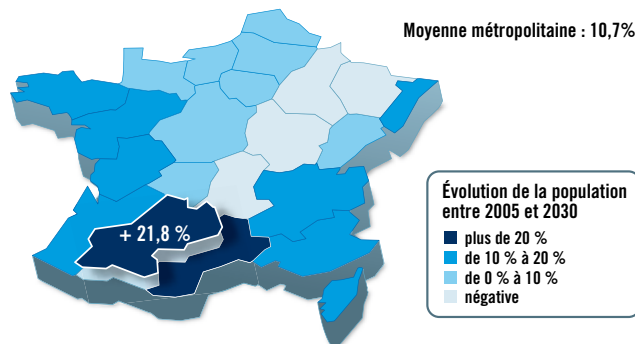 Moyenne métropolitaine : 10,7%
+ 21,8 %
Évolution de la population
entre 2005 et 2030
plus de 20 %
de 10 % à 20 %
de 0 % à 10 %
négative